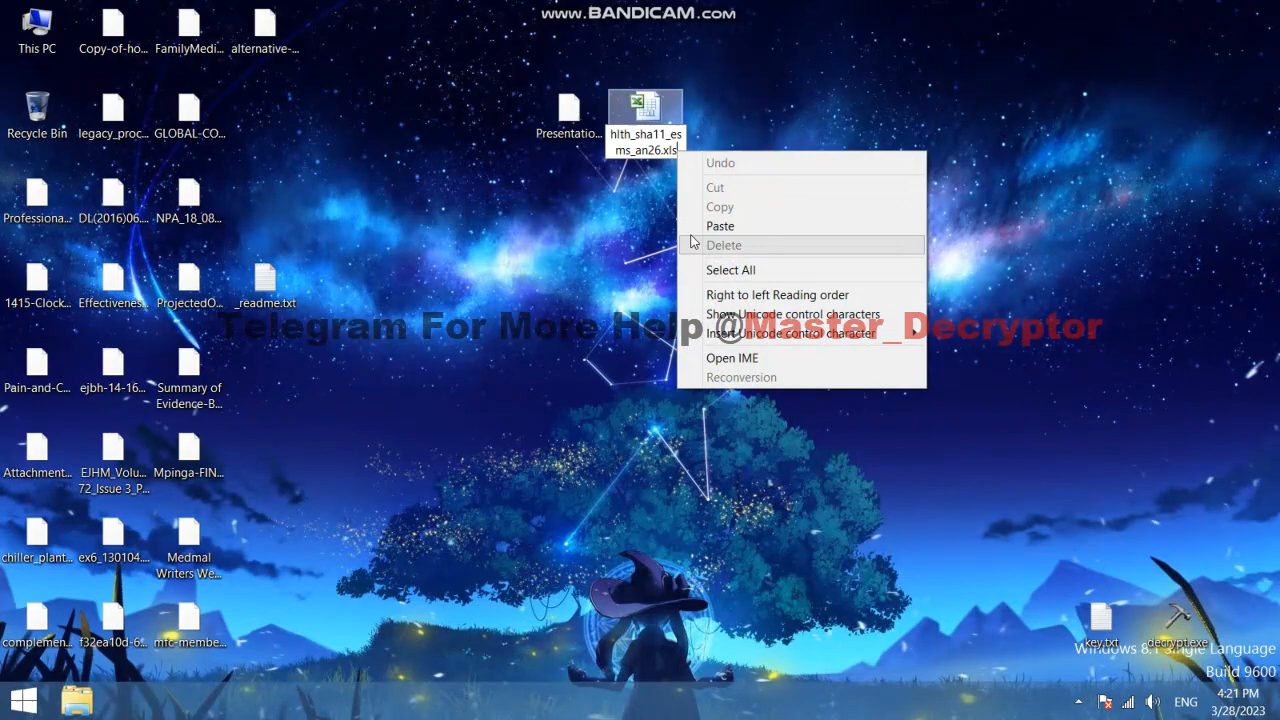 www.BANDICAM.com
This PC
Copy-of-ho...
FamilyMedi...
alternative-...
Recycle Bin
legacy_proc...
GLOBAL-CO...
Presentatio...
hlth_sha11_es
ms_an26.xls
Professiona...
DL(2016)06....
NPA_18_08...
1415-Clock...
Effectivenes...
ProjectedO...
_readme.txt
Undo
Cut
Copy
Paste
Delete
Select All
Right to left Reading order
Show Unicode control characters
Insert Unicode control character
Open IME
Reconversion
Telegram For More Help @Master_Decryptor
Pain-and-C...
ejbh-14-16...
Summary of
Evidence-B...
Attachment...
EJHM_Volu...
72_Issue 3_P...
Mpinga-FIN...
chiller_plant...
ex6_130104....
Medmal
Writers We...
complemen...
f32ea10d-6...
mfc-membe...
key.txt
decrypt.exe
Windows 8.1 Single Language
Build 9600
ENG
4:21 PM
3/28/2023